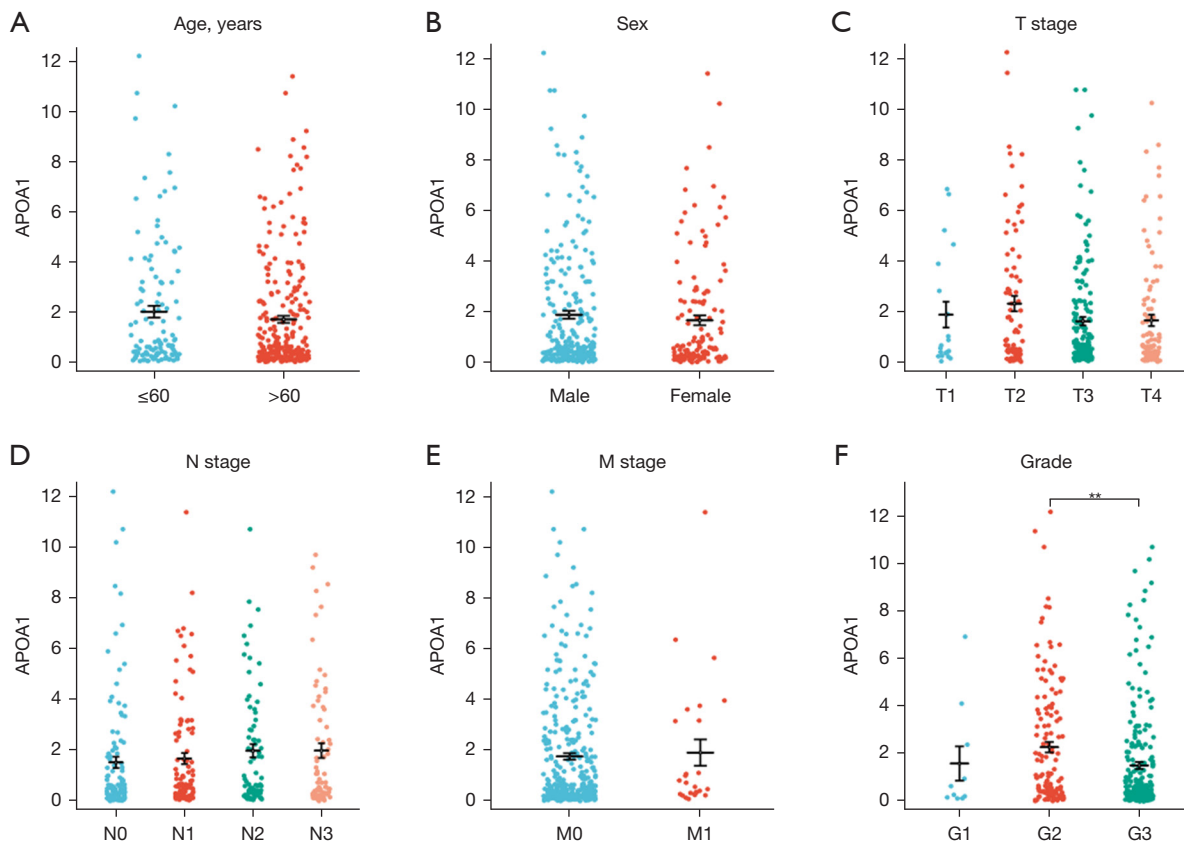 A
Age, years
APOA1
12
10
8
6
4
2
0
≤60
>60
B
Sex
APOA1
12
10
8
6
4
2
0
Male
Female
C
T stage
APOA1
12
10
8
6
4
2
0
T1
T2
T3
T4
D
N stage
APOA1
12
10
8
6
4
2
0
N0
N1
N2
N3
E
M stage
APOA1
12
10
8
6
4
2
0
M0
M1
F
Grade
**
APOA1
12
10
8
6
4
2
0
G1
G2
G3